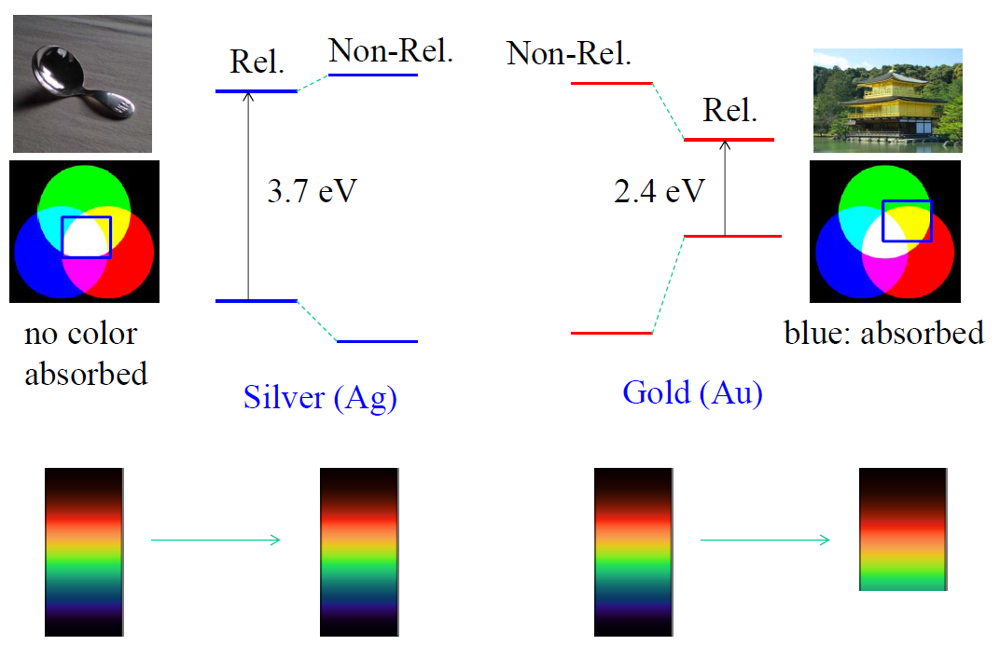 Rel.
Non-Rel.
Non-Rel.
Rel.
3.7 eV
2.4 eV
no color
absorbed
blue: absorbed
Silver (Ag)
Gold (Au)